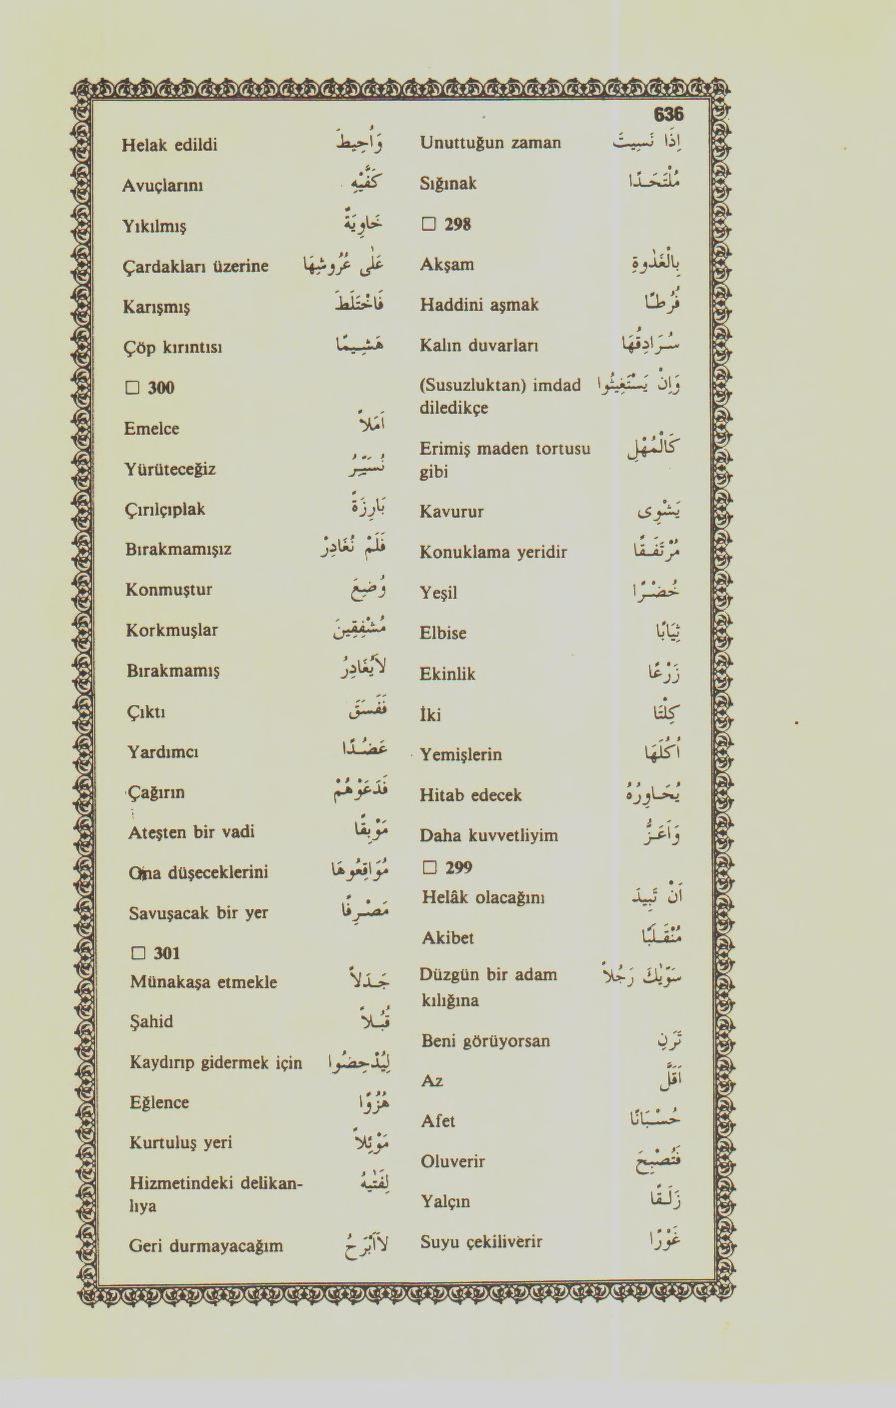 636
Unuttuğun zaman اِذَا نَسِيتَ
Sığınak مُلْتَحَدًا
□ 298
Akşam بِالْغَدٰوةِ
Haddini aşmak فُرُطًا
Kalın duvarları سُرَادِقُهَا
(Susuzluktan) imdad وَاِنْ يَسْتَغِيثُوا
diledikçe
Erimiş maden tortusu كَالْمُهْلِ
gibi
Kavurur يَشْوِى
Konuklama yeridir مُرْتَفَقًا
Yeşil خُضْرًا
Elbise ثِيَابًا
Ekinlik زَرْعًا
İki كِلْتَا
Yemişlerin اُكُلَهَا
Hitab edecek يُحَاوِرُهُ
Daha kuvvetliyim وَاَعَزُّ
□ 299
Helâk olacağını اَنْ تَبِيدَ
Akibet مُنْقَلَبًا
Düzgün bir adam سَوّٰيكَ رَجُلاً
kılığına
Beni görüyorsan تَرَنِ
Az اَقَلَّ
Afet حُسْبَانًا
Oluverir فَتُصْبِحَ
Yalçın زَلَقًا
Suyu çekiliverir غَوْرًا
Helak edildi وَاُحِيطَ
Avuçlarını كَفَّيْهِ
Yıkılmış خَاوِيَةٌ
Çardakları üzerine عَلٰى عُرُوشِهَا
Karışmış فَاخْتَلَطَ
Çöp kırıntısı هَشِيمًا
□ 300
Emelce اَمَلاً
Yürüteceğiz نُسَيِّرُ
Çırılçıplak بَارِزَةً
Bırakmamışız فَلَمْ نُغَادِرْ
Konmuştur وُضِعَ
Korkmuşlar مُشْفِقِينَ
Bırakmamış لاَيُغَادِرُ
Çıktı فَفَسَقَ
Yardımcı عَضُدًا
Çağırın فَدَعَوْهُمْ
Ateşten bir vadi مَوْبِقًا
Ona düşeceklerini مُوَاقِعُوهَا
Savuşacak bir yer مَصْرِفًا
□ 301
Münakaşa etmekle جَدَلاً
Şahid قُبُلاً
Kaydırıp gidermek için لِيُدْحِضُوا
Eğlence هُزُوًا
Kurtuluş yeri مَوْئِلاً
Hizmetindeki delikan- لِفَتٰيهُ
lıya
Geri durmayacağım لاَاَبْرَحُ